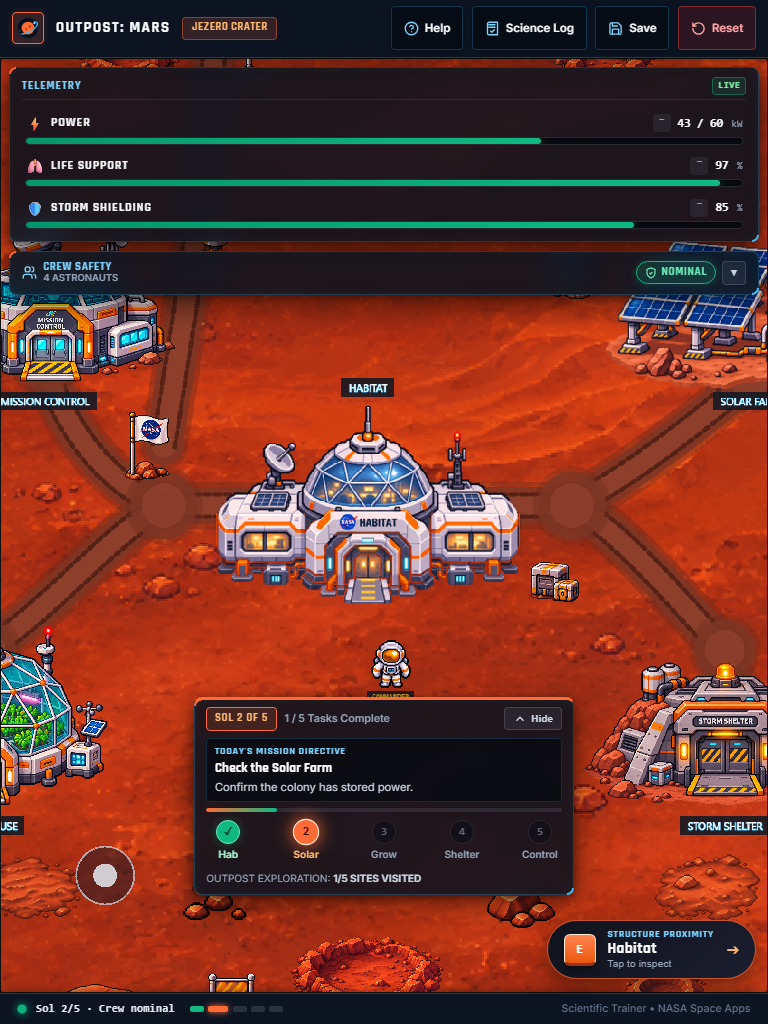 OUTPOST: MARS
JEZERO CRATER
Help
Science Log
Save
Reset
TELEMETRY
LIVE
POWER
43 / 60 kW
LIFE SUPPORT
97 %
STORM SHIELDING
85 %
CREW SAFETY
4 ASTRONAUTS
NOMINAL
MISSION CONTROL
HABITAT
MISSION CONTROL
SOLAR FA
NASA
NASA HABITAT
STORM SHELTER
COMMANDER
SOL 2 OF 5
1 / 5 Tasks Complete
Hide
TODAY'S MISSION DIRECTIVE
Check the Solar Farm
Confirm the colony has stored power.
✓ 2 3 4 5
Hab Solar Grow Shelter Control
OUTPOST EXPLORATION: 1/5 SITES VISITED
USE
STORM SHELTER
E
STRUCTURE PROXIMITY
Habitat
Tap to inspect
Sol 2/5 · Crew nominal
Scientific Trainer • NASA Space Apps